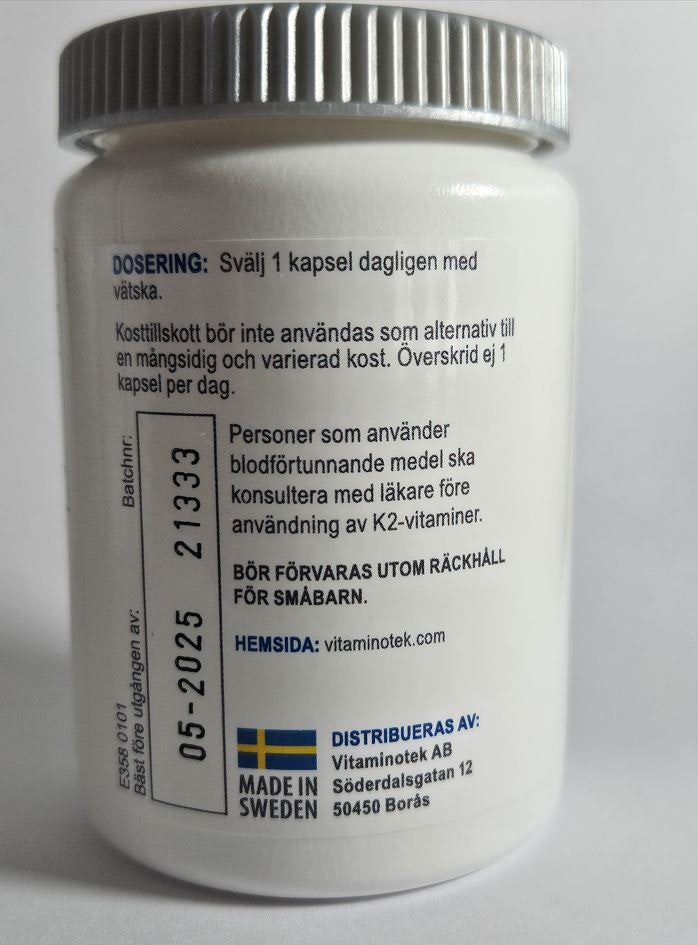 DOSERING: Svälj 1 kapsel dagligen med
vätska.
Kosttillskott bör inte användas som alternativ till
en mångsidig och varierad kost. Överskrid ej 1
kapsel per dag.
Personer som använder
blodförtunnande medel ska
konsultera med läkare före
användning av K2-vitaminer.
BÖR FÖRVARAS UTOM RÄCKHÅLL
FÖR SMÅBARN.
HEMSIDA: vitaminotek.com
E358 0101
Bäst före utgången av: Batchnr:
05-2025 21333
MADE IN
SWEDEN
DISTRIBUERAS AV:
Vitaminotek AB
Söderdalsgatan 12
50450 Borås